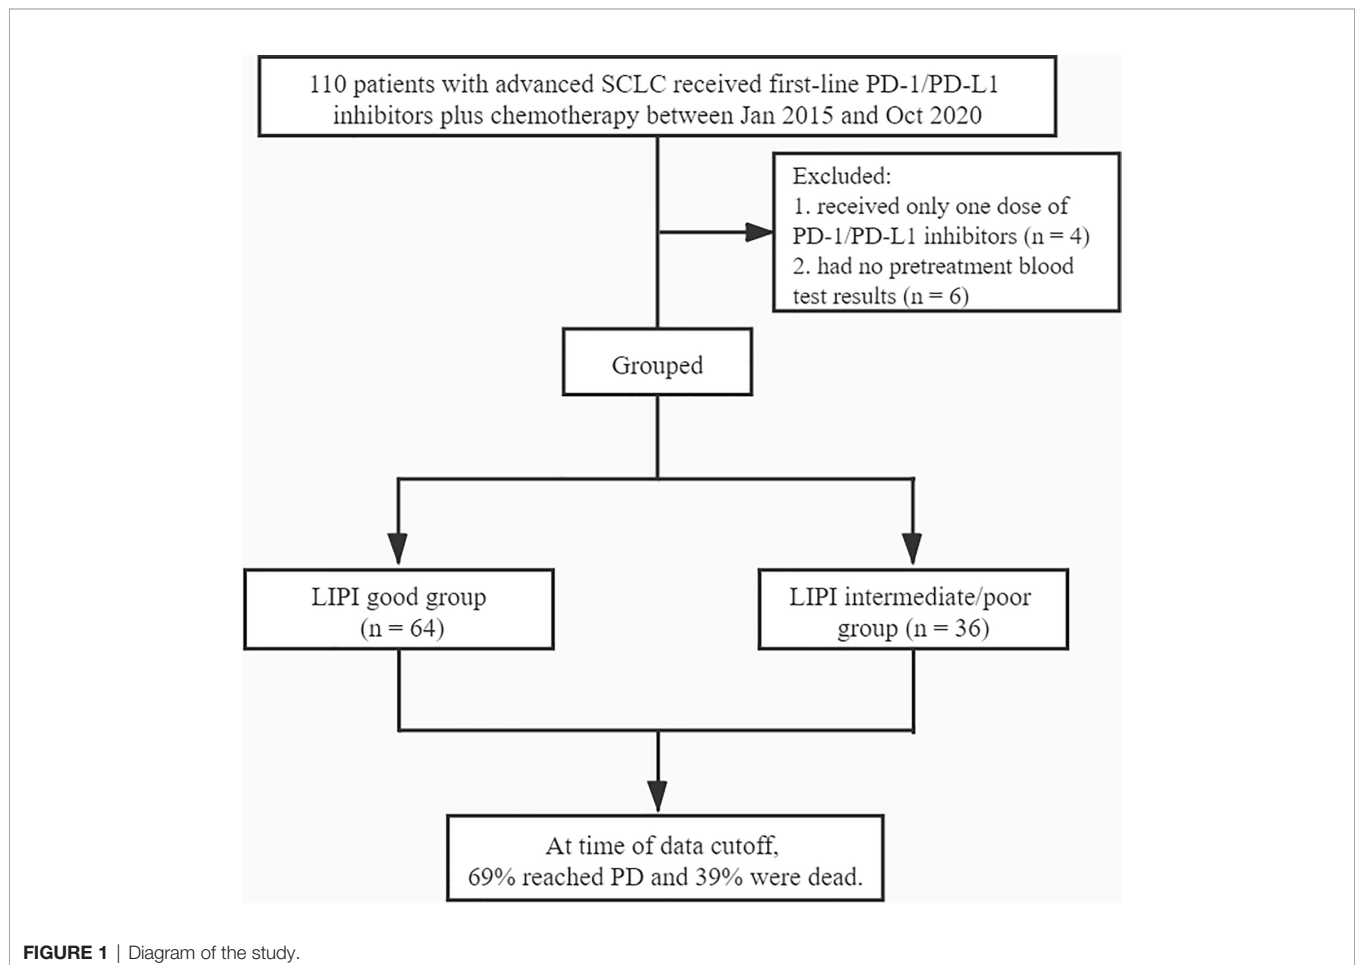 110 patients with advanced SCLC received first-line PD-1/PD-L1
inhibitors plus chemotherapy between Jan 2015 and Oct 2020
Excluded:
1. received only one dose of
PD-1/PD-L1 inhibitors (n = 4)
2. had no pretreatment blood
test results (n = 6)
Grouped
LIPI good group
(n = 64)
LIPI intermediate/poor
group (n = 36)
At time of data cutoff,
69% reached PD and 39% were dead.
FIGURE 1 | Diagram of the study.